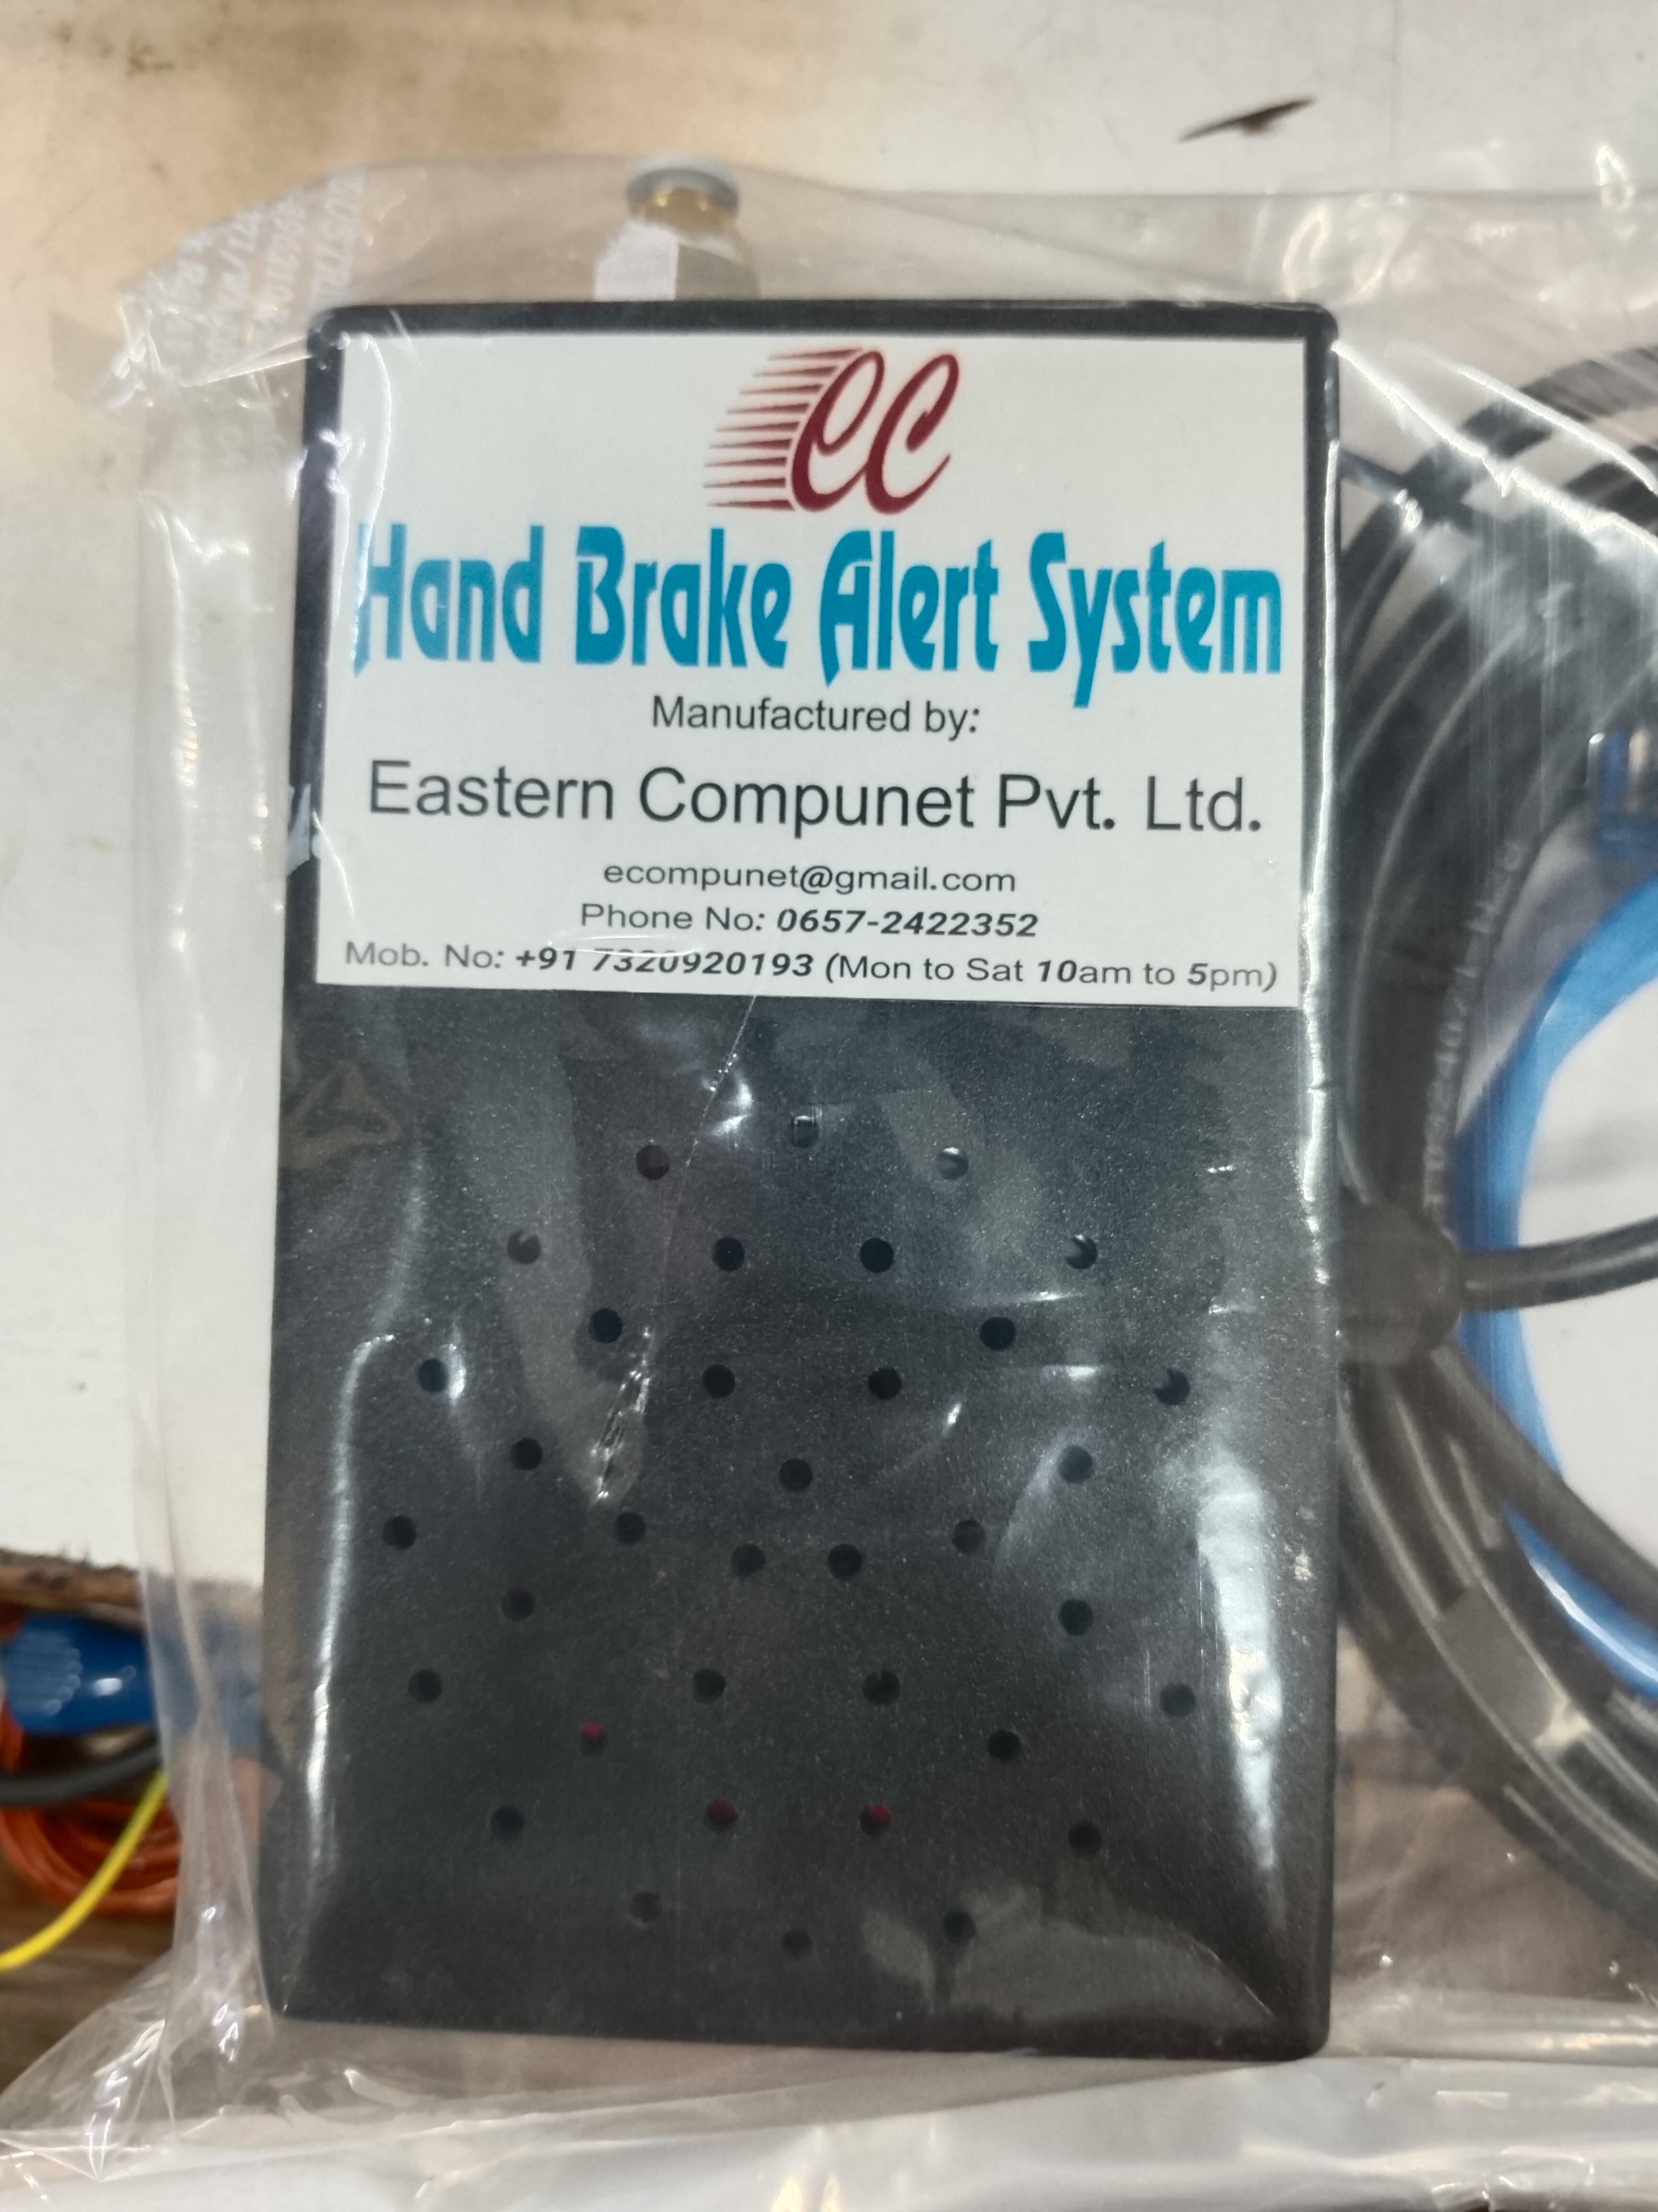 ec
Hand Brake Alert System
Manufactured by:
Eastern Compunet Pvt. Ltd.
ecompunet@gmail.com
Phone No: 0657-2422352
Mob. No: +91 7320920193 (Mon to Sat 10am to 5pm)